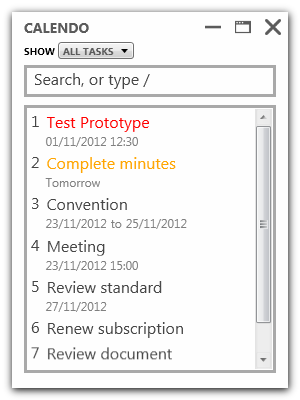 CALENDO
SHOW ALL TASKS
Search, or type /
1 Test Prototype
01/11/2012 12:30
2 Complete minutes
Tomorrow
3 Convention
23/11/2012 to 25/11/2012
4 Meeting
23/11/2012 15:00
5 Review standard
27/11/2012
6 Renew subscription
7 Review document